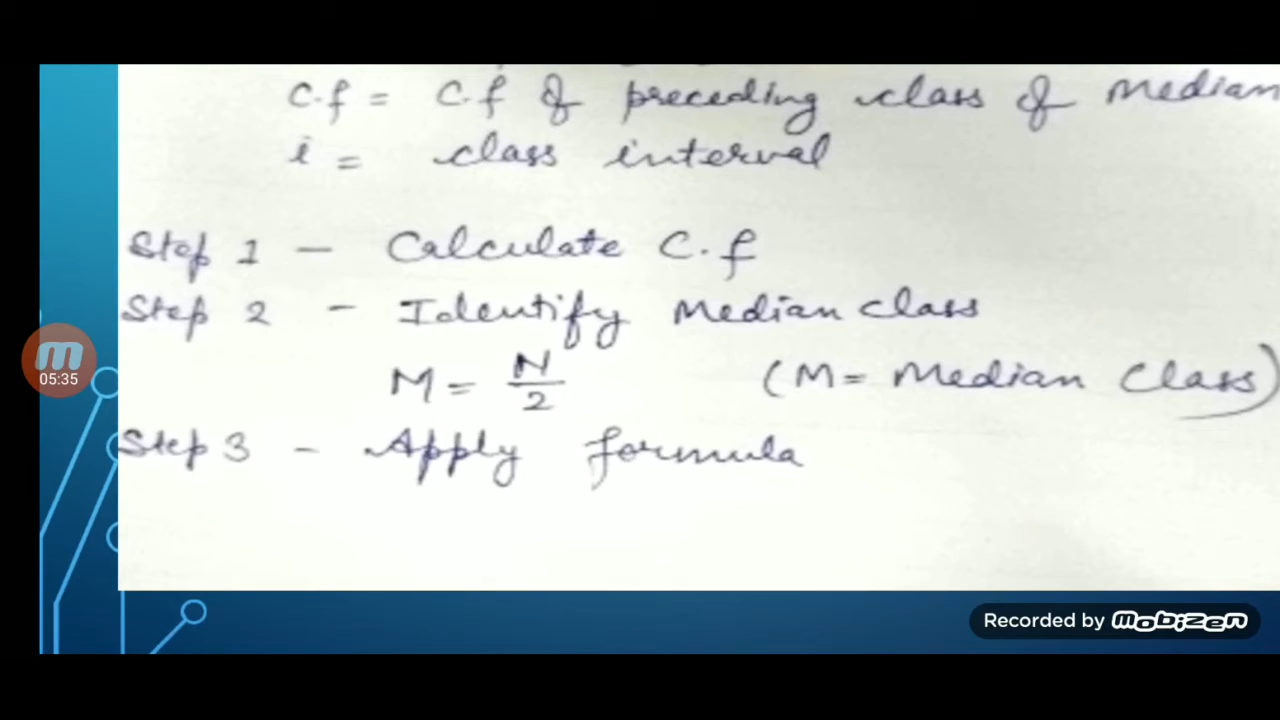 c.f = c.f of preceding class of median
i = class interval
Step 1 – Calculate C.f
Step 2 – Identify Median class
M = N/2 (M = Median Class)
Step 3 – Apply formula
05:35
Recorded by mobizen